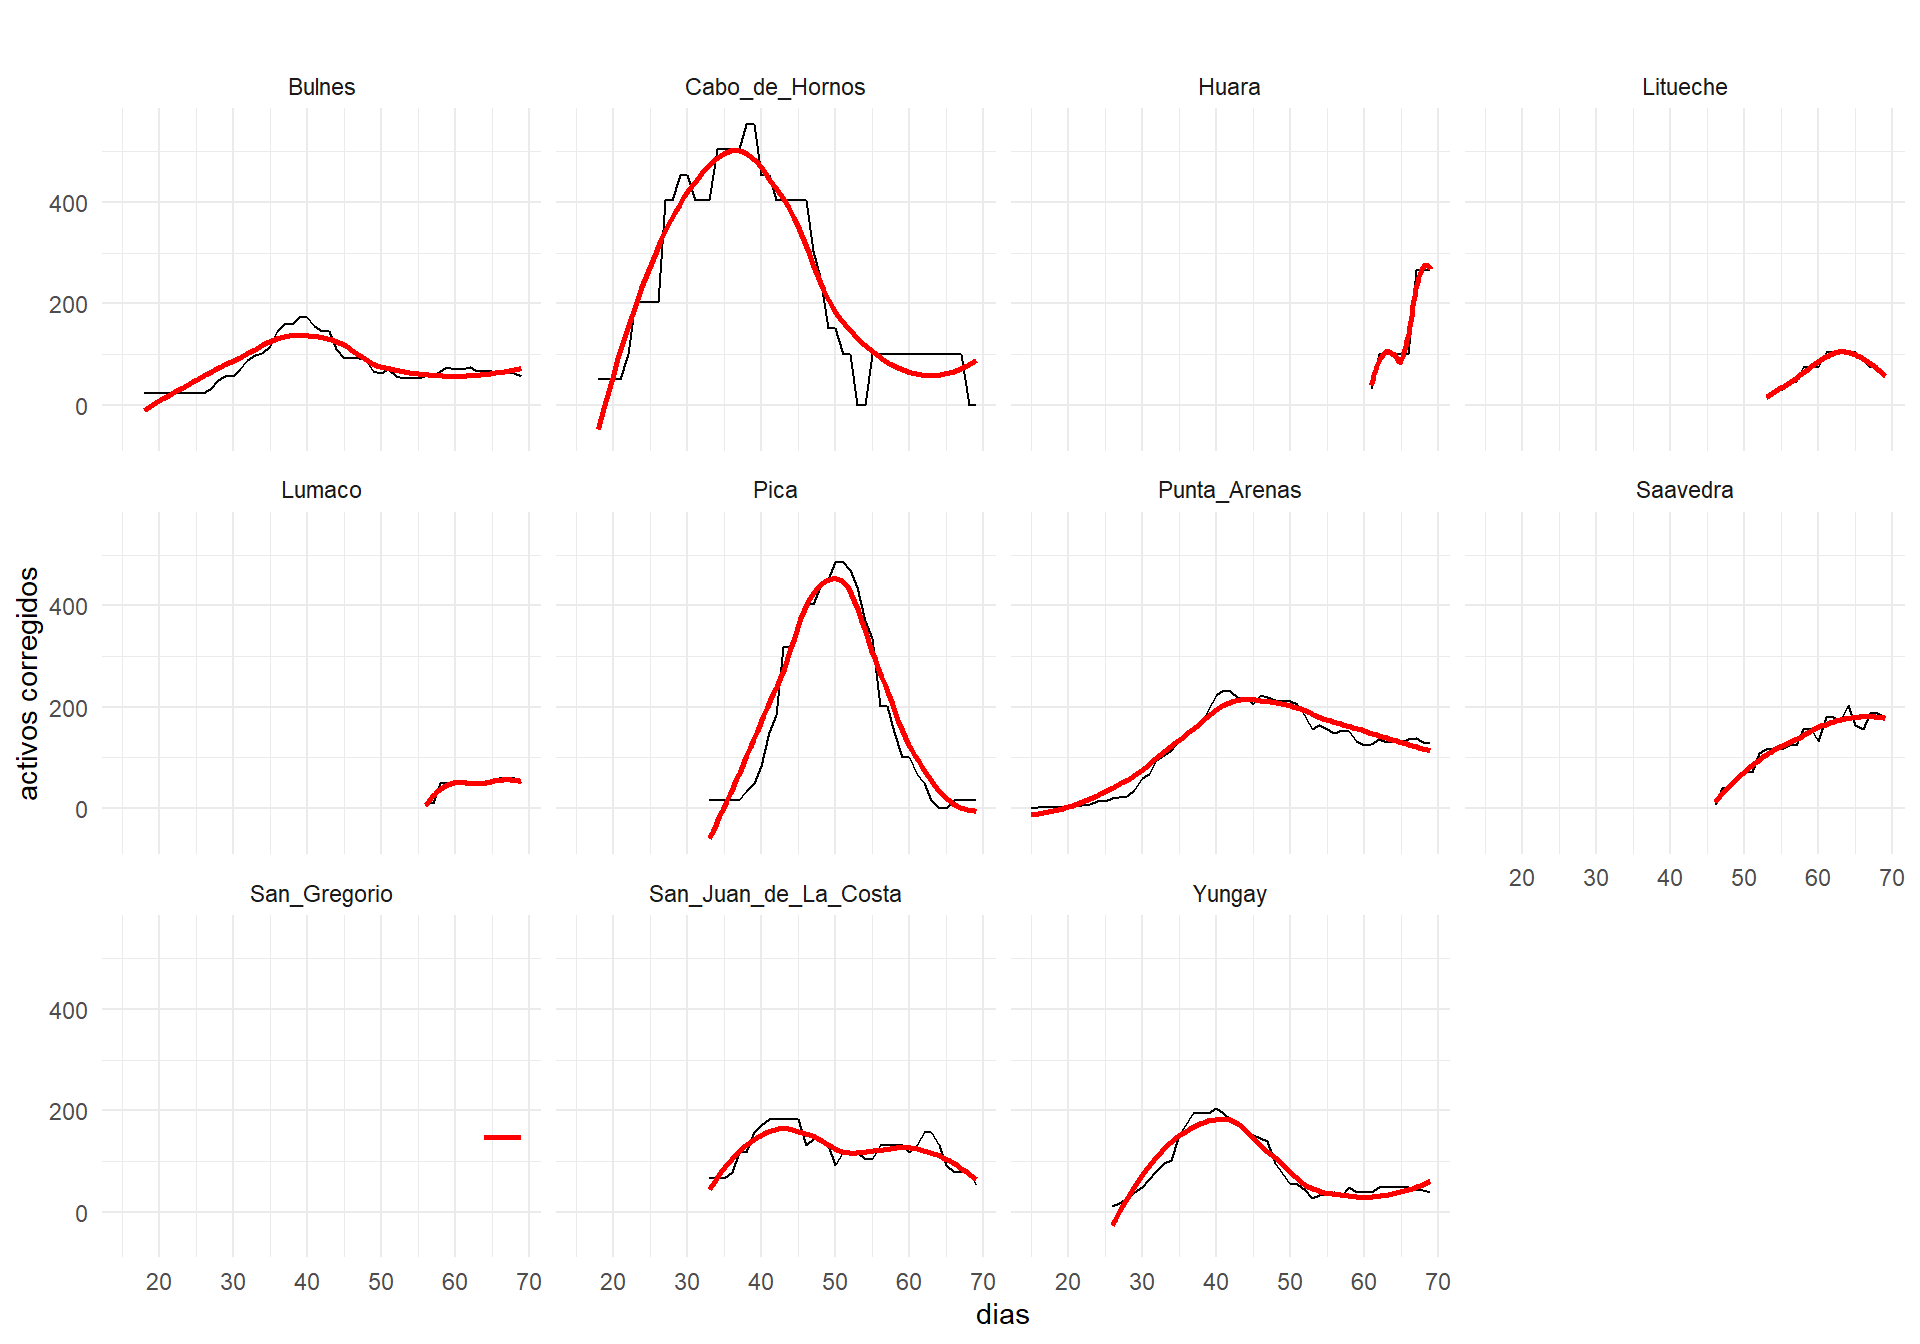 Bulnes Cabo_de_Hornos Huara Litueche
400
200
0
Lumaco Pica Punta_Arenas Saavedra
activos corregidos
400
200
0
20 30 40 50 60 70
San_Gregorio San_Juan_de_La_Costa Yungay
400
200
0
20 30 40 50 60 70 20 30 40 50 60 70 20 30 40 50 60 70
dias